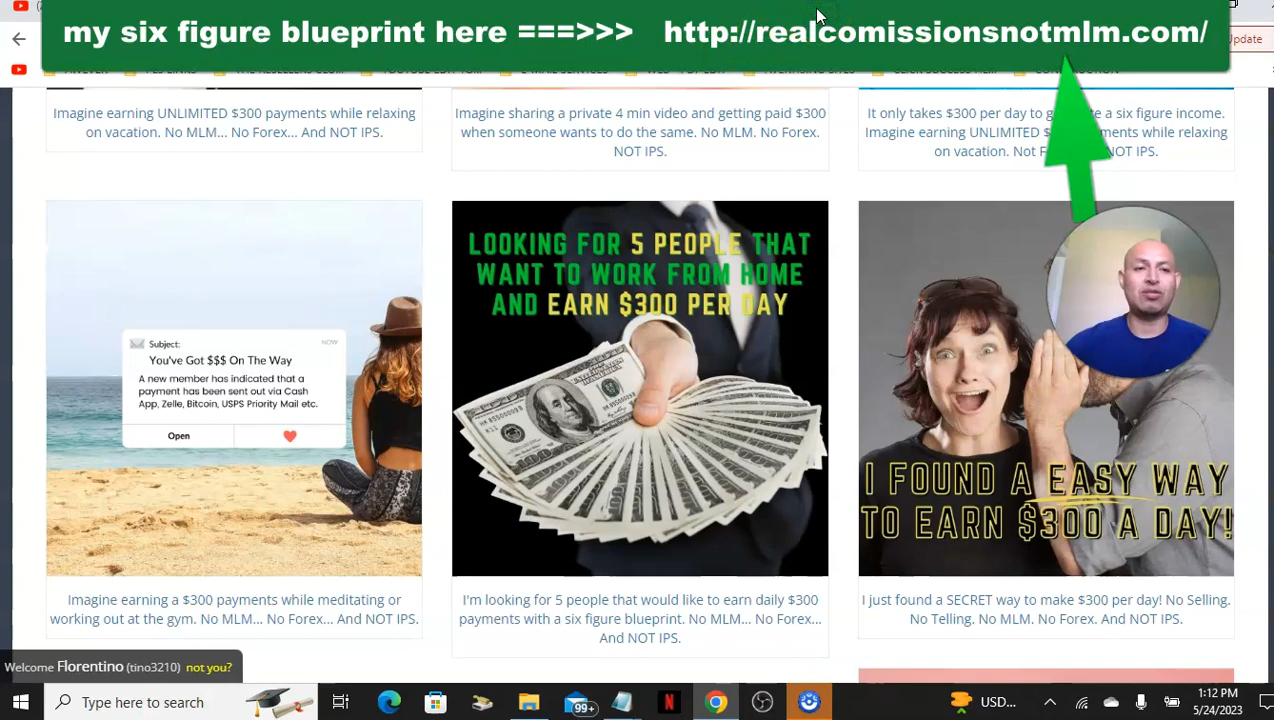 my six figure blueprint here ===>>> http://realcomissionsnotmlm.com/
Update
Imagine earning UNLIMITED $300 payments while relaxing
on vacation. No MLM... No Forex... And NOT IPS.
Imagine sharing a private 4 min video and getting paid $300
when someone wants to do the same. No MLM. No Forex.
NOT IPS.
It only takes $300 per day to a six figure income.
Imagine earning UNLIMITED while relaxing
on vacation. Not IPS.
Subject:
NOW
You've Got $$$ On The Way
A new member has indicated that a
payment has been sent out via Cash
App, Zelle, Bitcoin, USPS Priority Mail etc.
Open
LOOKING FOR 5 PEOPLE THAT
WANT TO WORK FROM HOME
AND EARN $300 PER DAY
I FOUND A EASY WAY
TO EARN $300 A DAY!
Imagine earning a $300 payments while meditating or
working out at the gym. No MLM... No Forex... And NOT IPS.
I'm looking for 5 people that would like to earn daily $300
payments with a six figure blueprint. No MLM... No Forex...
And NOT IPS.
I just found a SECRET way to make $300 per day! No Selling.
No Telling. No MLM. No Forex. And NOT IPS.
Welcome Florentino (tino3210) not you?
Type here to search
99+
USD...
1:12 PM
5/24/2023